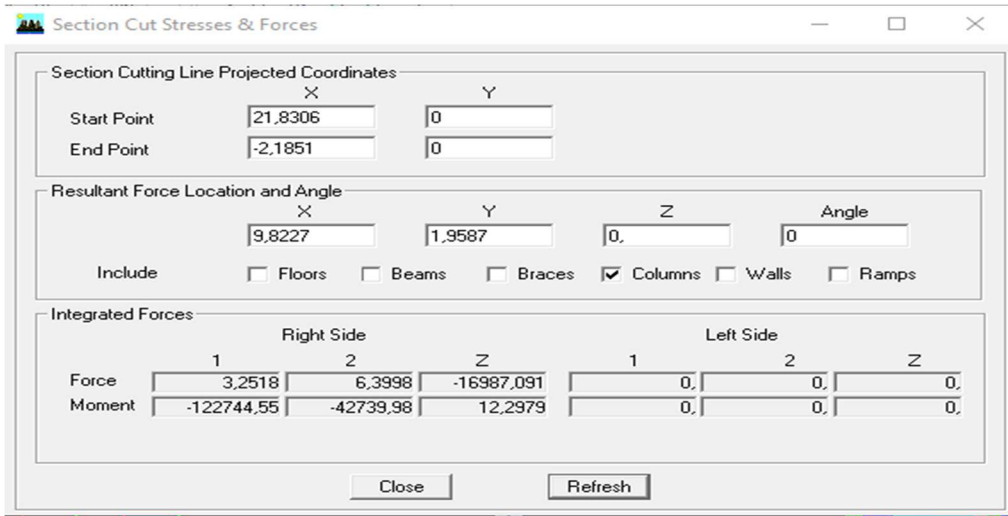 Section Cut Stresses & Forces
Section Cutting Line Projected Coordinates
X Y
Start Point 21,8306 0
End Point -2,1851 0
Resultant Force Location and Angle
X Y Z Angle
9,8227 1,9587 0, 0
Include Floors Beams Braces Columns Walls Ramps
Integrated Forces
Right Side Left Side
1 2 Z 1 2 Z
Force 3,2518 6,3998 -16987,091 0, 0, 0,
Moment -122744,55 -42739,98 12,2979 0, 0, 0,
Close Refresh